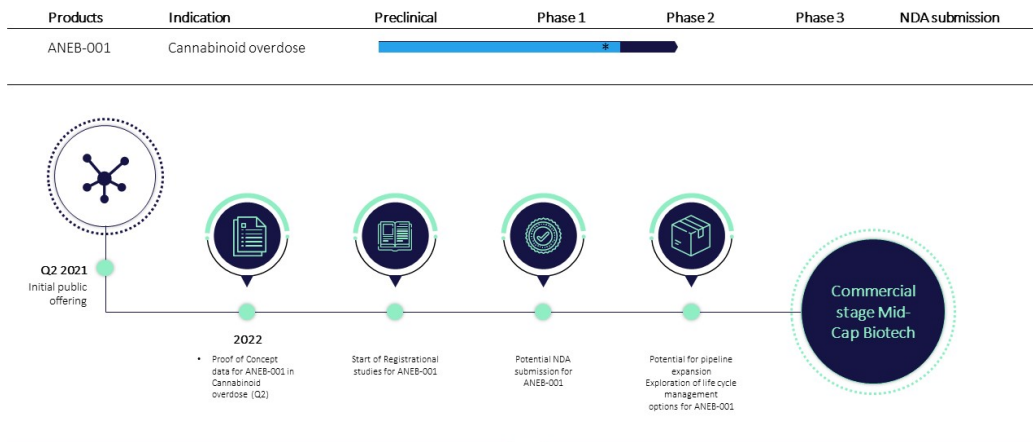 Products Indication Preclinical Phase 1 Phase 2 Phase 3 NDA submission
ANEB-001 Cannabinoid overdose *
Q2 2021
Initial public
offering
2022
• Proof of Concept
data for ANEB-001 in
Cannabinoid
overdose (Q2)
Start of Registrational
studies for ANEB-001
Potential NDA
submission for
ANEB-001
Potential for pipeline
expansion
Exploration of life cycle
management
options for ANEB-001
Commercial
stage Mid-
Cap Biotech